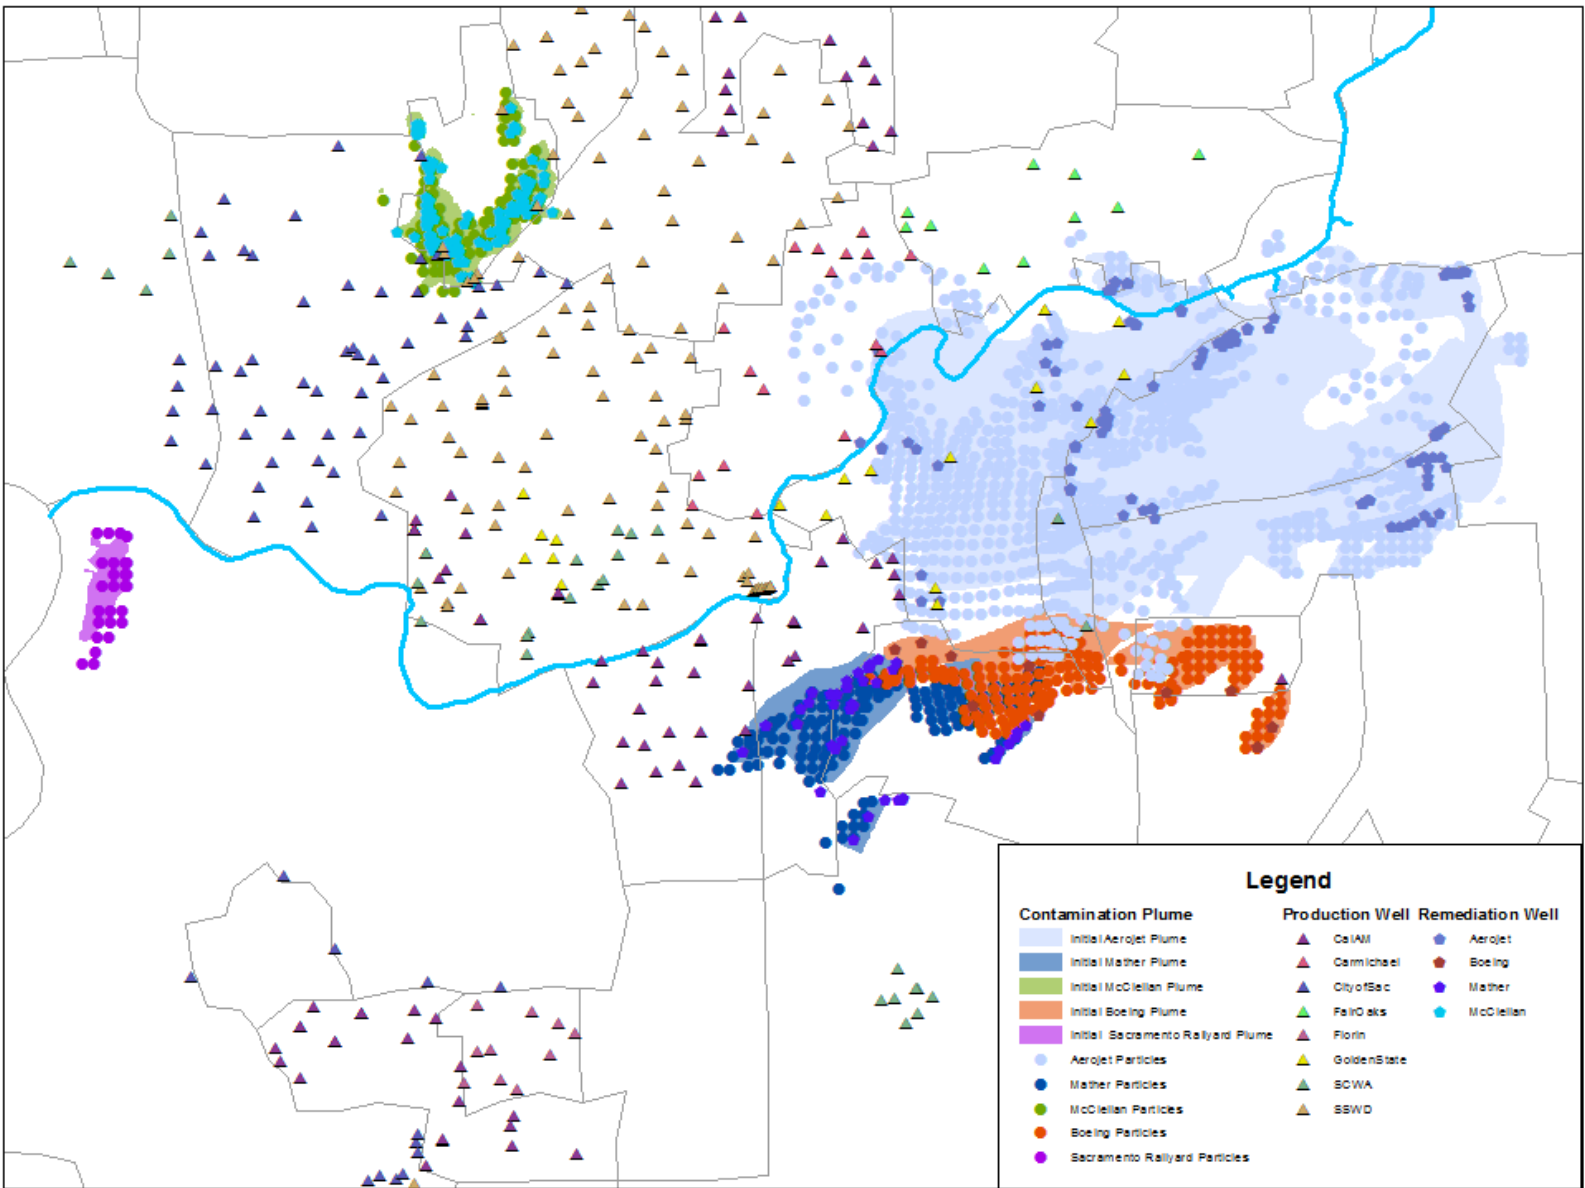 Legend
Contamination Plume
Initial Aerojet Plume
Initial Mather Plume
Initial McClellan Plume
Initial Boeing Plume
Initial Sacramento Railyard Plume
Aerojet Particles
Mather Particles
McClellan Particles
Boeing Particles
Sacramento Railyard Particles
Production Well
CalAM
Carmichael
CityofSac
FairOaks
Florin
GoldenState
SCWA
SSWD
Remediation Well
Aerojet
Boeing
Mather
McClellan